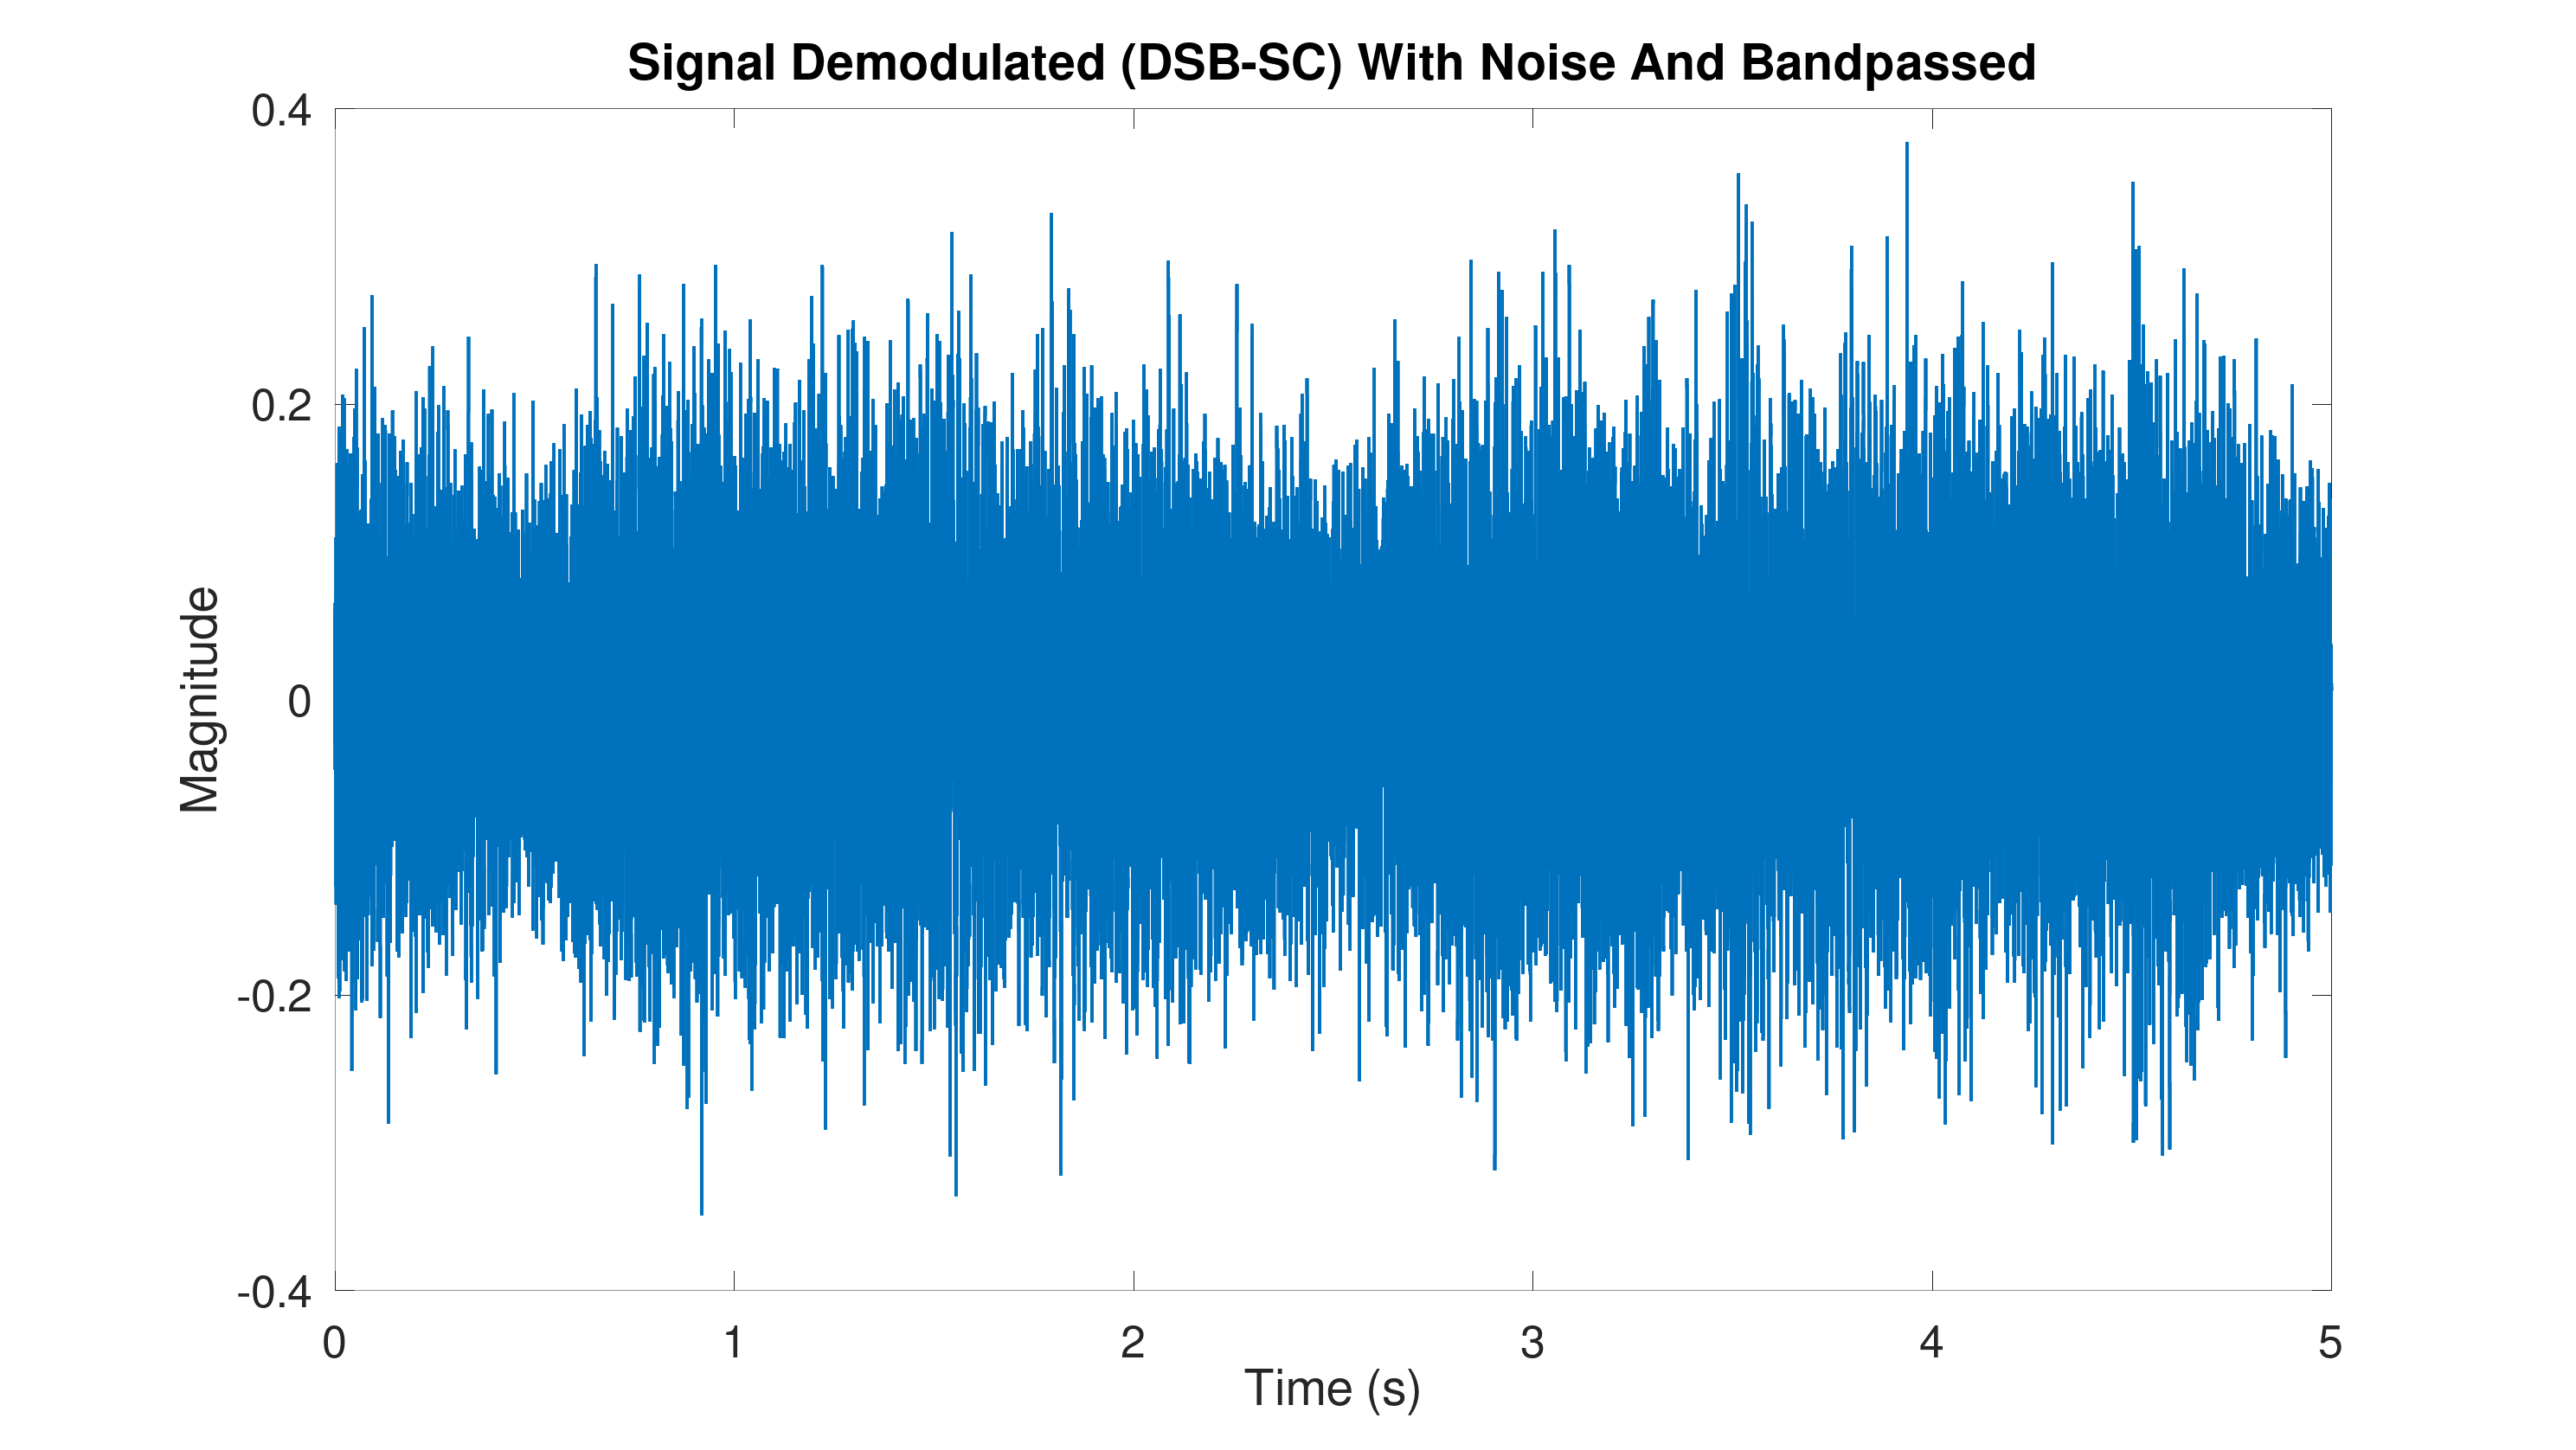 Signal Demodulated (DSB-SC) With Noise And Bandpassed
0.4
0.2
0
-0.2
-0.4
Magnitude
0 1 2 3 4 5
Time (s)